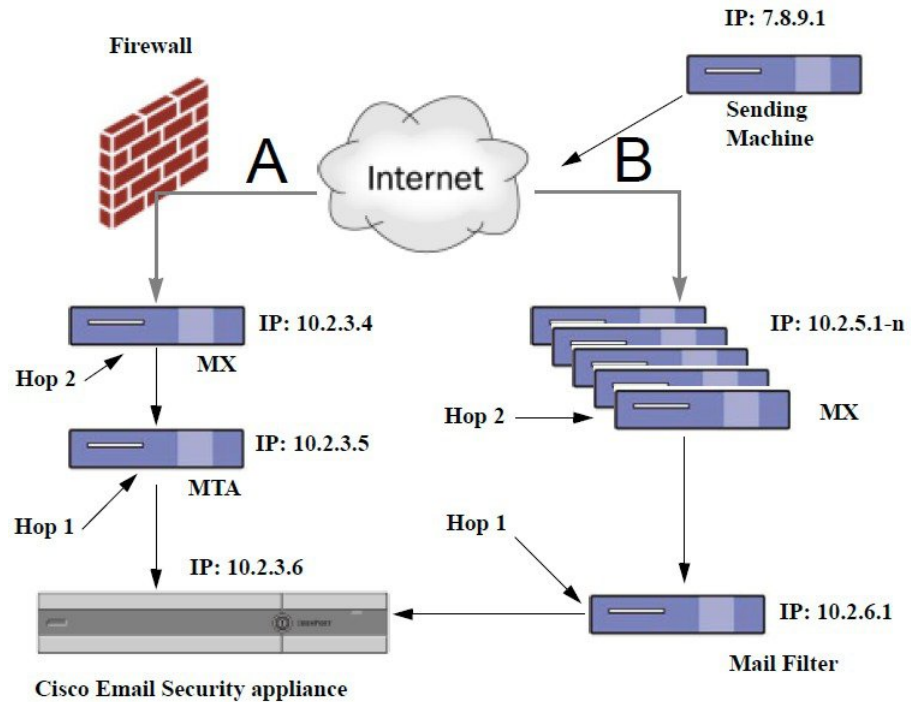 IP: 7.8.9.1
Firewall
Sending
Machine
A
B
Internet
IP: 10.2.3.4
MX
Hop 2
IP: 10.2.5.1-n
MX
Hop 2
IP: 10.2.3.5
MTA
Hop 1
Hop 1
IP: 10.2.3.6
IRONPORT
IP: 10.2.6.1
Mail Filter
Cisco Email Security appliance